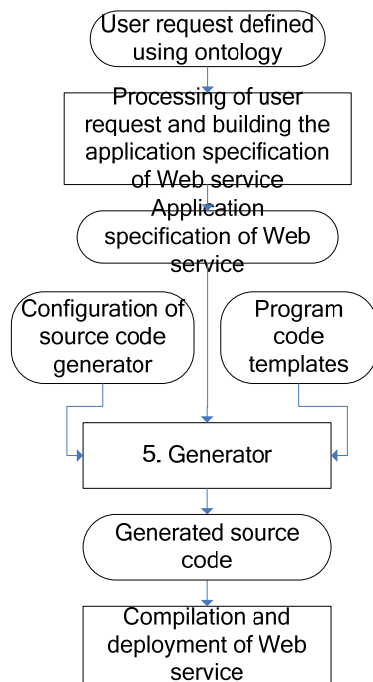 User request defined
using ontology
Processing of user
request and building the
application specification
of Web service
Application
specification of Web
service
Configuration of
source code
generator
Program
code
templates
5. Generator
Generated source
code
Compilation and
deployment of Web
service